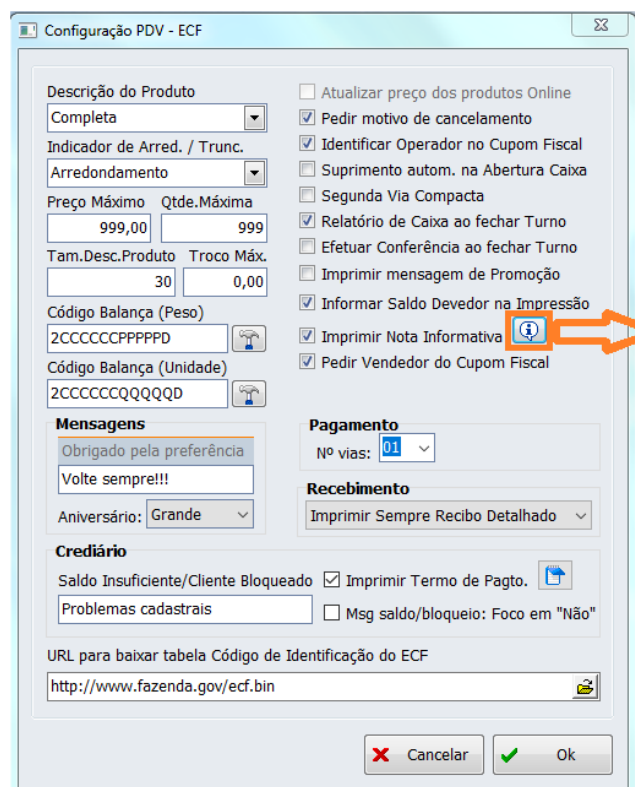 Configuração PDV - ECF
Descrição do Produto
Completa
Indicador de Arred. / Trunc.
Arredondamento
Preço Máximo Qtde.Máxima
999,00 999
Tam.Desc.Produto Troco Máx.
30 0,00
Código Balança (Peso)
2CCCCCCPPPPPD
Código Balança (Unidade)
2CCCCCCQQQQQD
Atualizar preço dos produtos Online
Pedir motivo de cancelamento
Identificar Operador no Cupom Fiscal
Suprimento autom. na Abertura Caixa
Segunda Via Compacta
Relatório de Caixa ao fechar Turno
Efetuar Conferência ao fechar Turno
Imprimir mensagem de Promoção
Informar Saldo Devedor na Impressão
Imprimir Nota Informativa
Pedir Vendedor do Cupom Fiscal
Mensagens
Obrigado pela preferência
Volte sempre!!!
Aniversário: Grande
Pagamento
Nº vias: 01
Recebimento
Imprimir Sempre Recibo Detalhado
Crediário
Saldo Insuficiente/Cliente Bloqueado
Problemas cadastrais
Imprimir Termo de Pagto.
Msg saldo/bloqueio: Foco em "Não"
URL para baixar tabela Código de Identificação do ECF
http://www.fazenda.gov/ecf.bin
Cancelar Ok